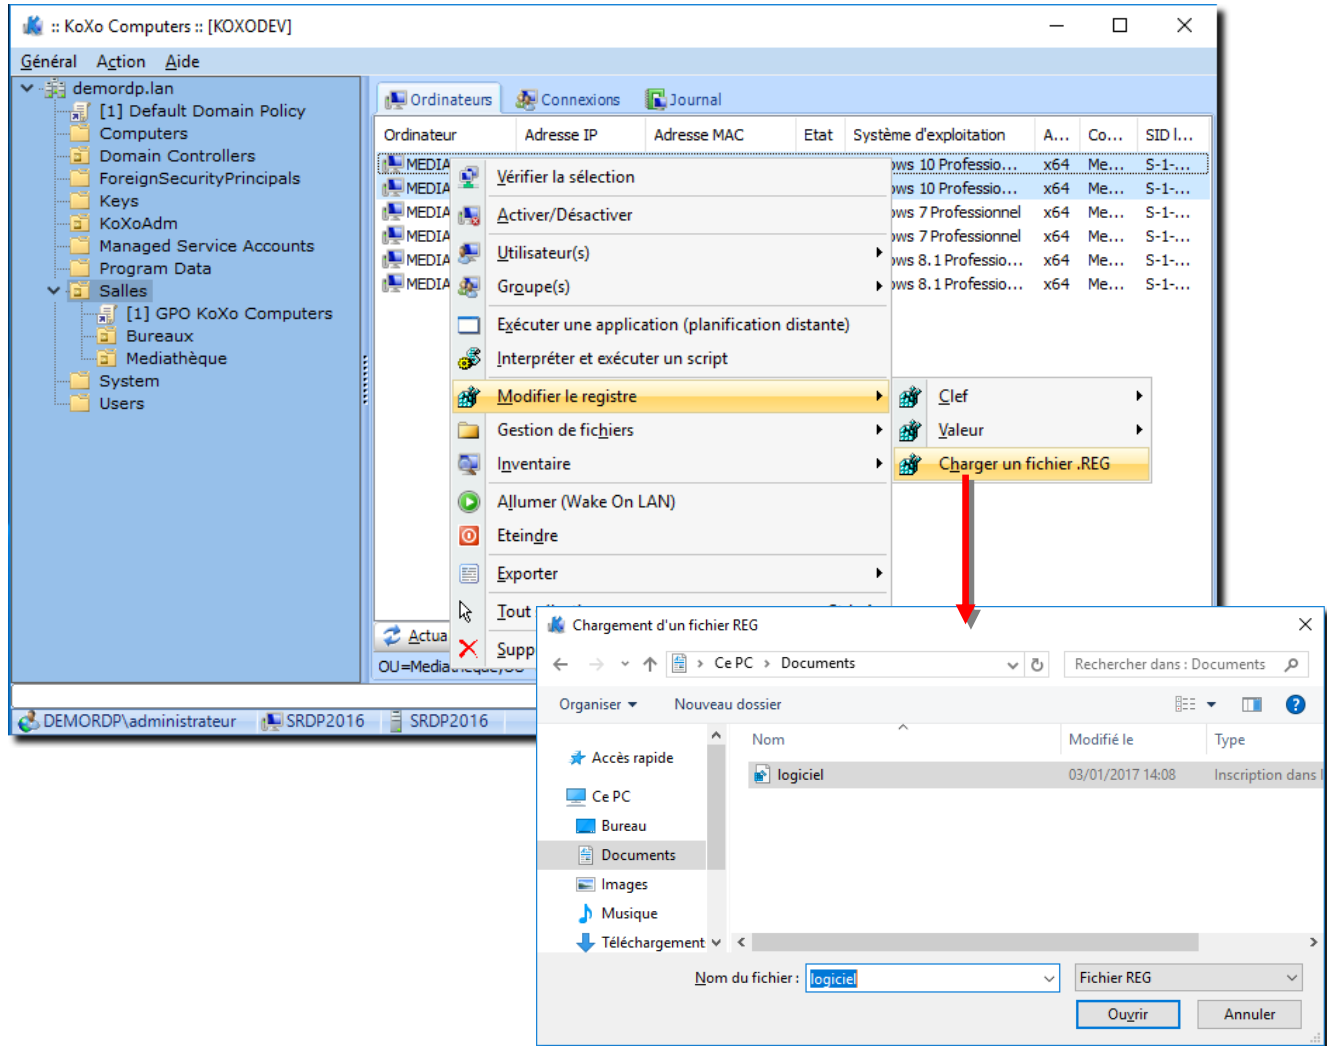 :: KoXo Computers :: [KOXODEV]
Général Action Aide
demordp.lan
[1] Default Domain Policy
Computers
Domain Controllers
ForeignSecurityPrincipals
Keys
KoXoAdm
Managed Service Accounts
Program Data
Salles
[1] GPO KoXo Computers
Bureaux
Mediathèque
System
Users
Ordinateurs Connexions Journal
Ordinateur Adresse IP Adresse MAC Etat Système d'exploitation A... Co... SID l...
MEDIA ows 10 Professio... x64 Me... S-1-...
MEDIA ows 10 Professio... x64 Me... S-1-...
MEDIA ows 7 Professionnel x64 Me... S-1-...
MEDIA ows 7 Professionnel x64 Me... S-1-...
MEDIA ows 8.1 Professio... x64 Me... S-1-...
MEDIA ows 8.1 Professio... x64 Me... S-1-...
Vérifier la sélection
Activer/Désactiver
Utilisateur(s)
Groupe(s)
Exécuter une application (planification distante)
Interpréter et exécuter un script
Modifier le registre
Gestion de fichiers
Inventaire
Allumer (Wake On LAN)
Eteindre
Exporter
Tout
Supp
Clef
Valeur
Charger un fichier .REG
Actua
DEMORDP\administrateur SRDP2016 SRDP2016
Chargement d'un fichier REG
Ce PC > Documents
Rechercher dans : Documents
Organiser Nouveau dossier
Nom Modifié le Type
logiciel 03/01/2017 14:08 Inscription dans l
Accès rapide
Ce PC
Bureau
Documents
Images
Musique
Téléchargement
Nom du fichier : logiciel Fichier REG
Ouvrir Annuler